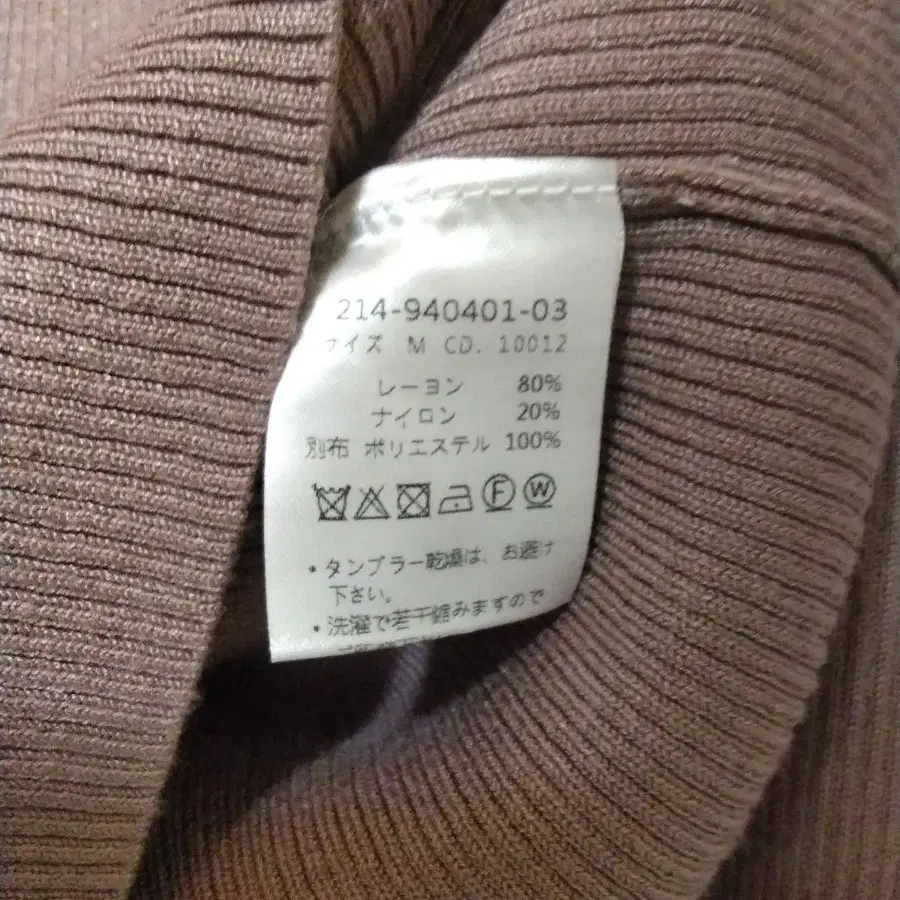 214-940401-03
イズ M CD. 10012
レーヨン 80%
ナイロン 20%
別布 ポリエステル 100%
F W
・タンブラー乾燥は、お避け
下さい。
・洗濯で若干縮みますので